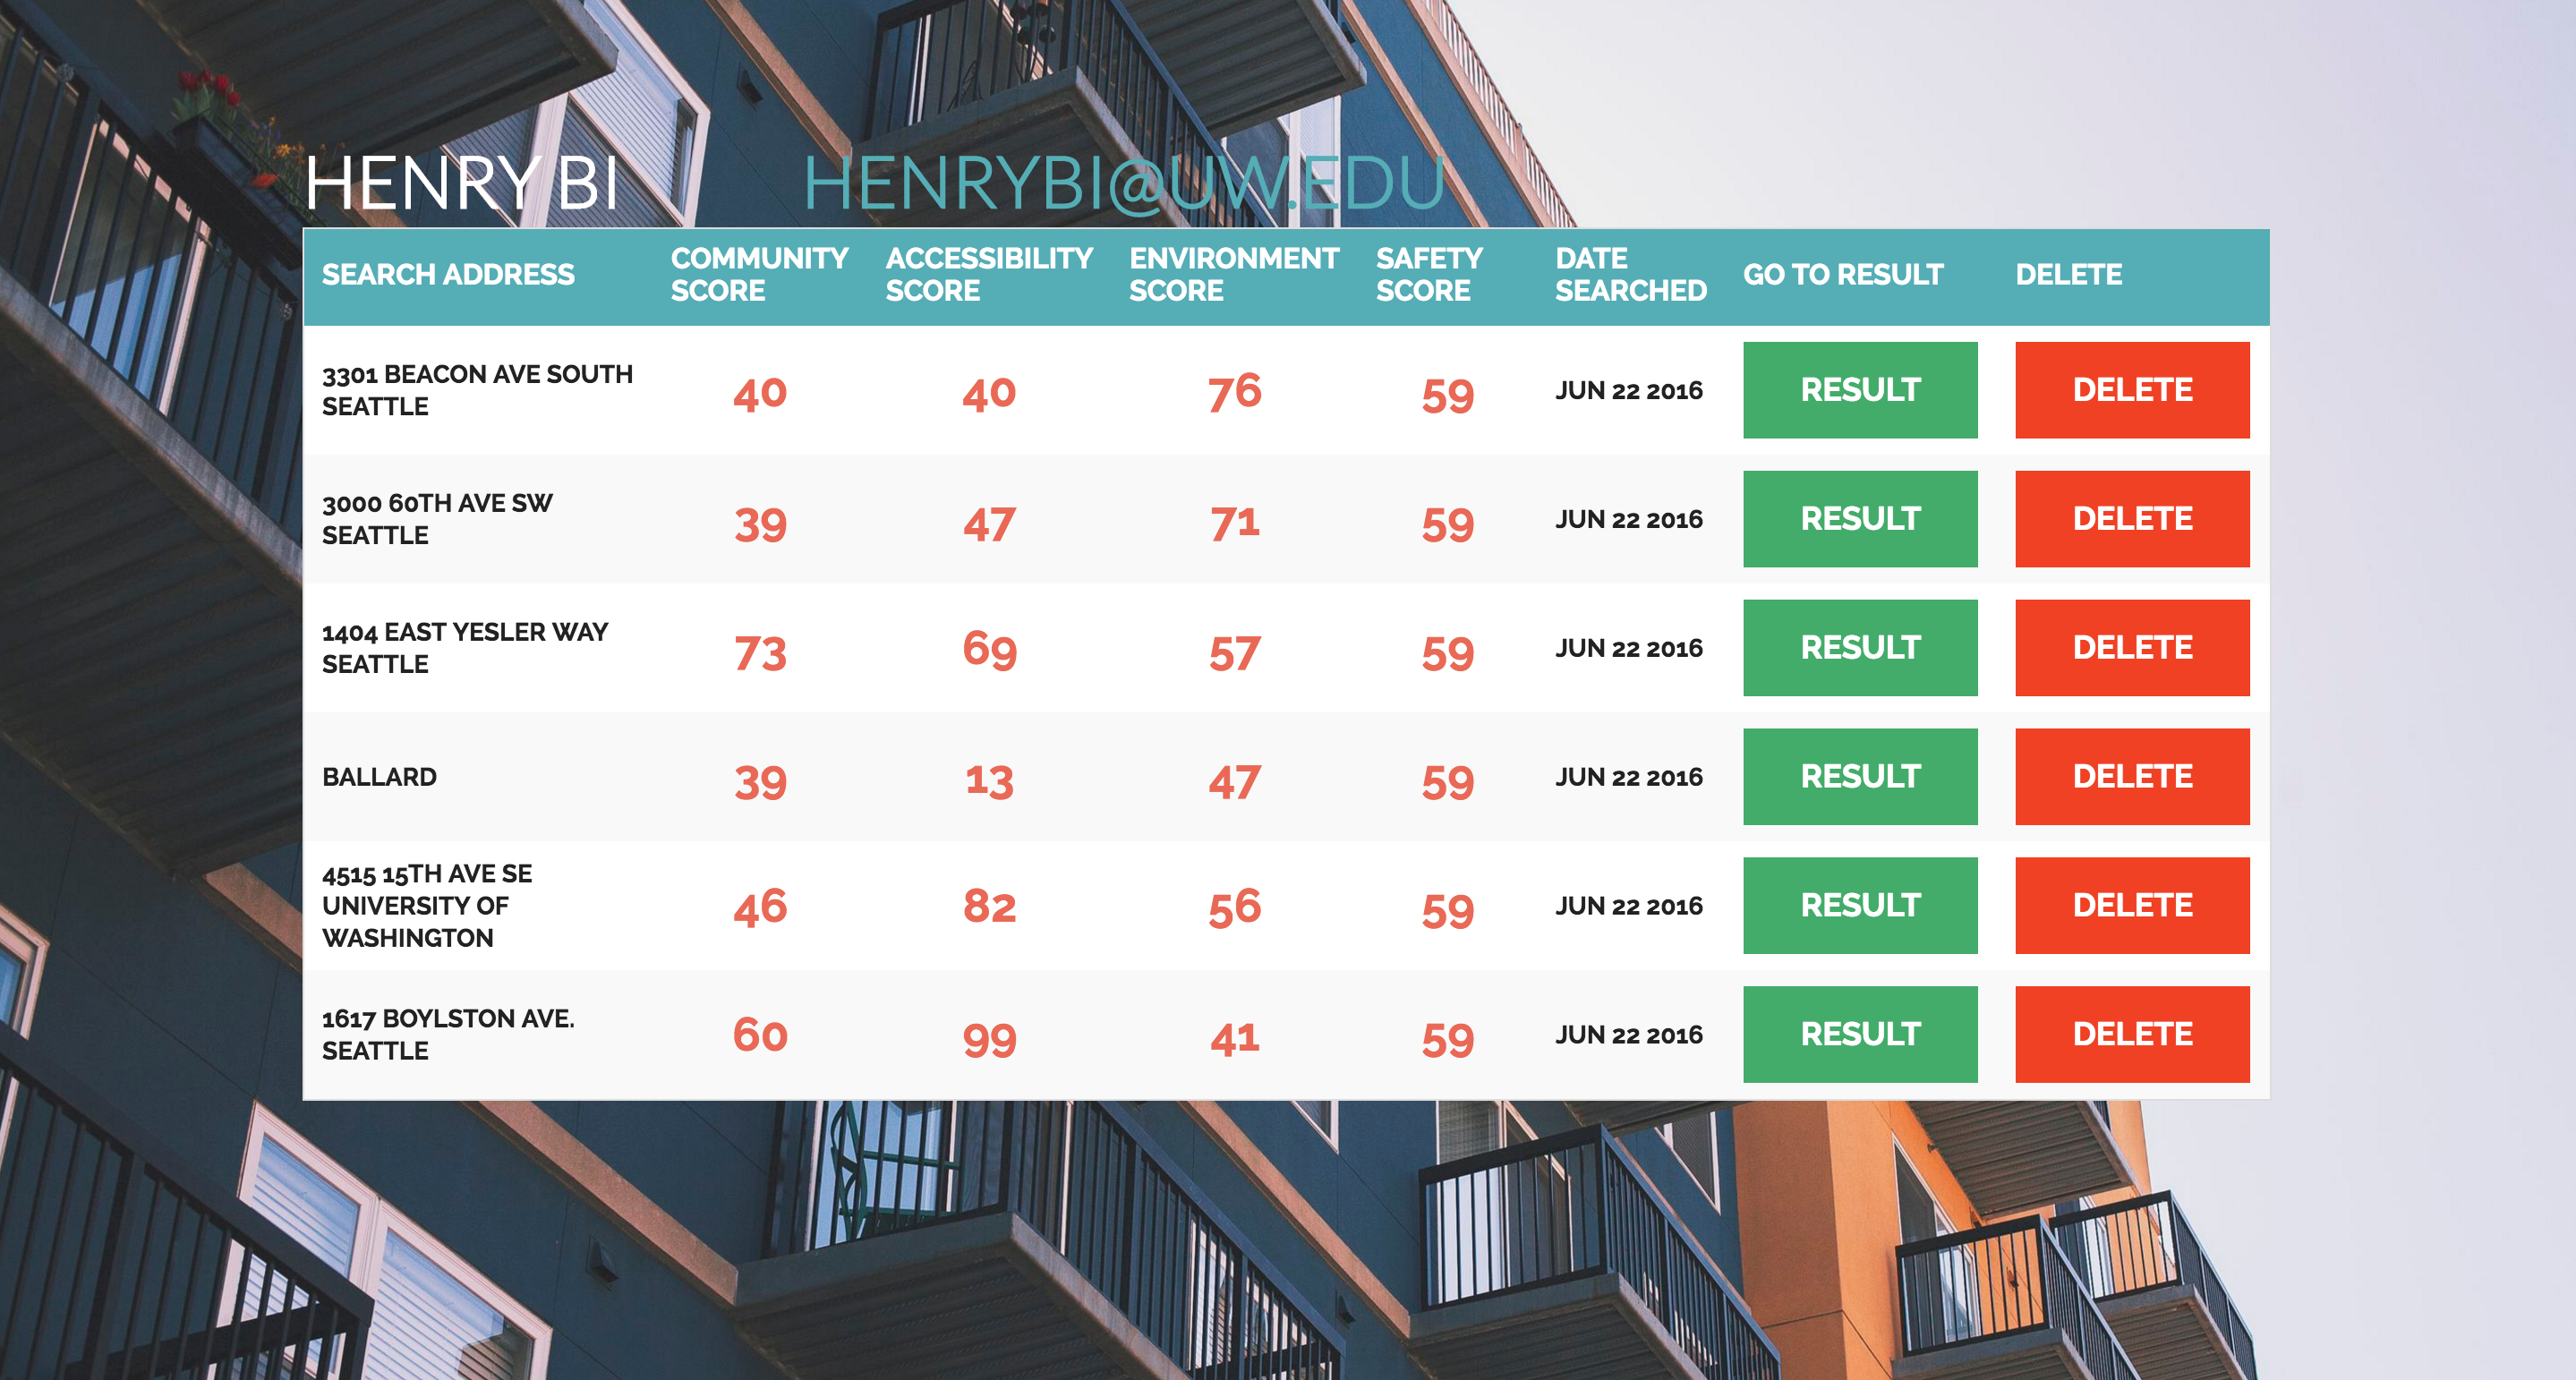 HENRY BI HENRYBI@UW.EDU
SEARCH ADDRESS COMMUNITY SCORE ACCESSIBILITY SCORE ENVIRONMENT SCORE SAFETY SCORE DATE SEARCHED GO TO RESULT DELETE
3301 BEACON AVE SOUTH
SEATTLE
40 40 76 59 JUN 22 2016 RESULT DELETE
3000 60TH AVE SW
SEATTLE
39 47 71 59 JUN 22 2016 RESULT DELETE
1404 EAST YESLER WAY
SEATTLE
73 69 57 59 JUN 22 2016 RESULT DELETE
BALLARD 39 13 47 59 JUN 22 2016 RESULT DELETE
4515 15TH AVE SE
UNIVERSITY OF
WASHINGTON
46 82 56 59 JUN 22 2016 RESULT DELETE
1617 BOYLSTON AVE.
SEATTLE
60 99 41 59 JUN 22 2016 RESULT DELETE